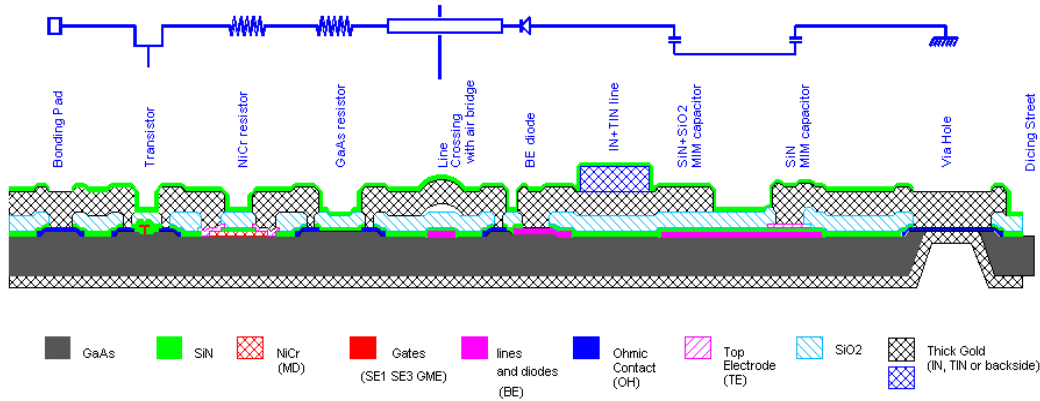 Bonding Pad
Transistor
NiCr resistor
GaAs resistor
Line
Crossing
with air bridge
BE diode
IN+TIN line
SiN+SiO2
MIM capacitor
SiN
MIM capacitor
Via Hole
Dicing Street
GaAs
SiN
NiCr
(MD)
Gates
(SE1 SE3 GME)
lines
and diodes
(BE)
Ohmic
Contact
(OH)
Top
Electrode
(TE)
SiO2
Thick Gold
(IN, TIN or backside)